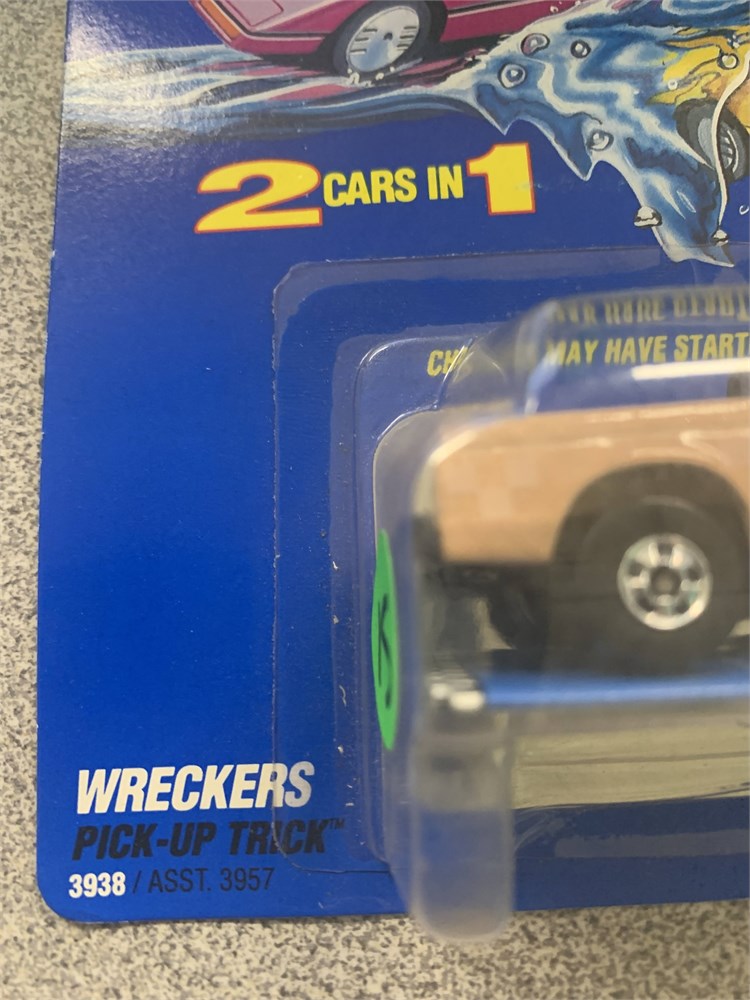 2 CARS IN 1
MAY HAVE START
WRECKERS
PICK-UP TRICK™
3938 / ASST. 3957